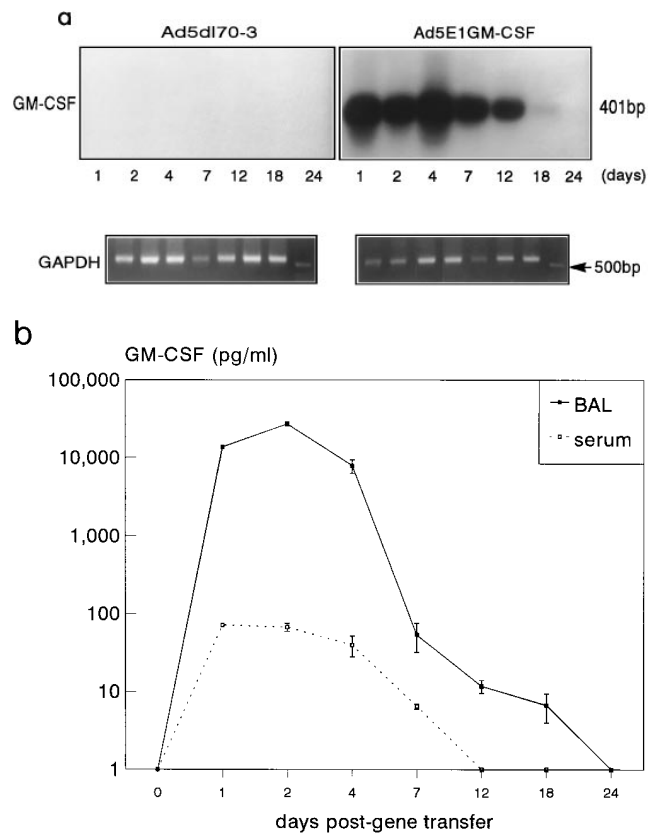 a
Ad5dl70-3
Ad5E1GM-CSF
GM-CSF
401bp
1 2 4 7 12 18 24
1 2 4 7 12 18 24 (days)
GAPDH
500bp
b
GM-CSF (pg/ml)
100,000
10,000
1,000
100
10
1
BAL
serum
0 1 2 4 7 12 18 24
days post-gene transfer